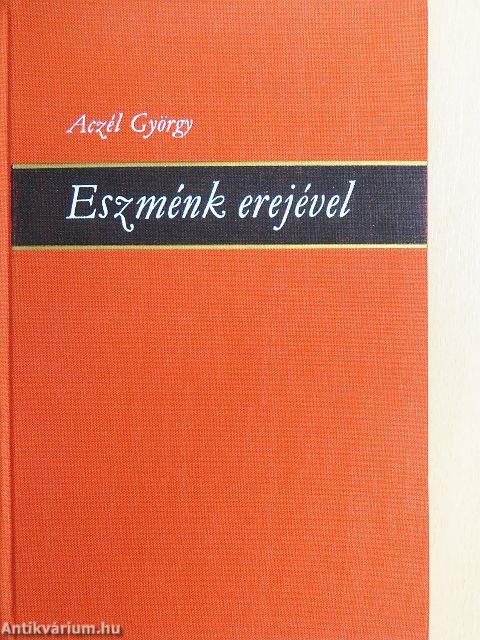 Aczél György
Eszménk erejével
Antikvárium.hu